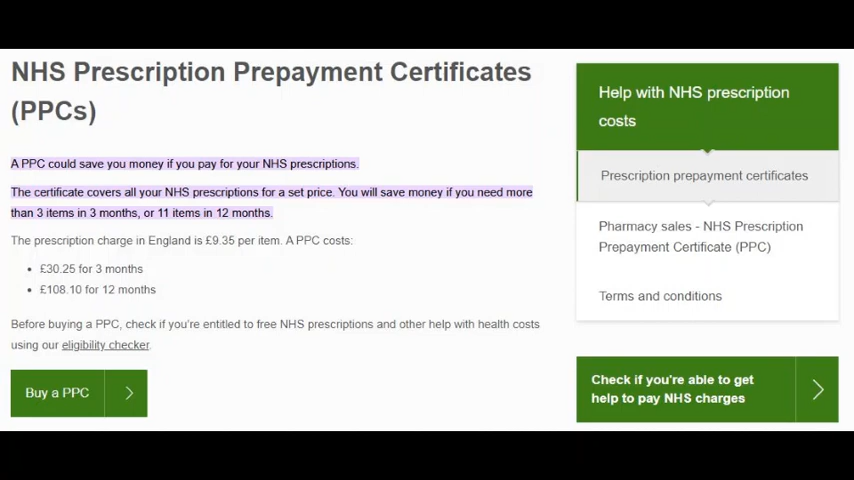 NHS Prescription Prepayment Certificates
(PPCs)
A PPC could save you money if you pay for your NHS prescriptions.
The certificate covers all your NHS prescriptions for a set price. You will save money if you need more
than 3 items in 3 months, or 11 items in 12 months.
The prescription charge in England is £9.35 per item. A PPC costs:
• £30.25 for 3 months
• £108.10 for 12 months
Before buying a PPC, check if you're entitled to free NHS prescriptions and other help with health costs
using our eligibility checker.
Buy a PPC
Help with NHS prescription
costs
Prescription prepayment certificates
Pharmacy sales - NHS Prescription
Prepayment Certificate (PPC)
Terms and conditions
Check if you're able to get
help to pay NHS charges